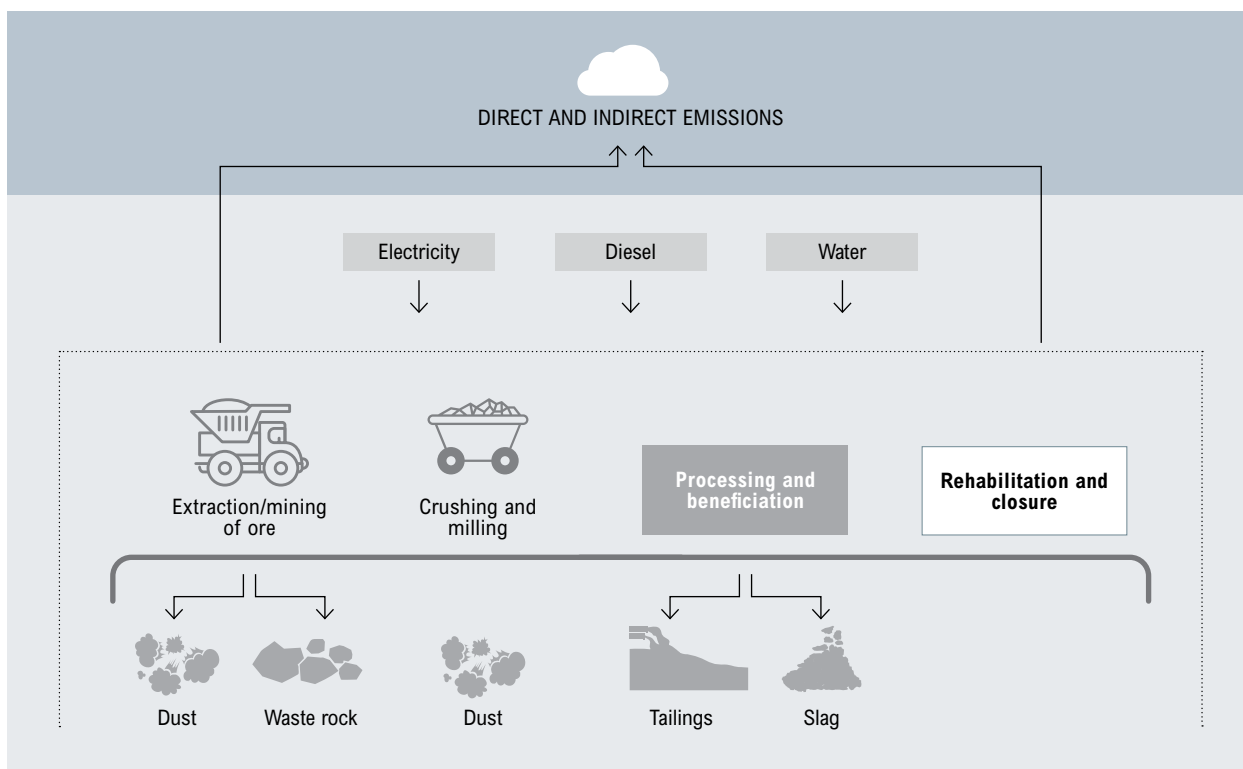 DIRECT AND INDIRECT EMISSIONS
Electricity
Diesel
Water
Extraction/mining
of ore
Crushing and
milling
Processing and
beneficiation
Rehabilitation and
closure
Dust
Waste rock
Dust
Tailings
Slag